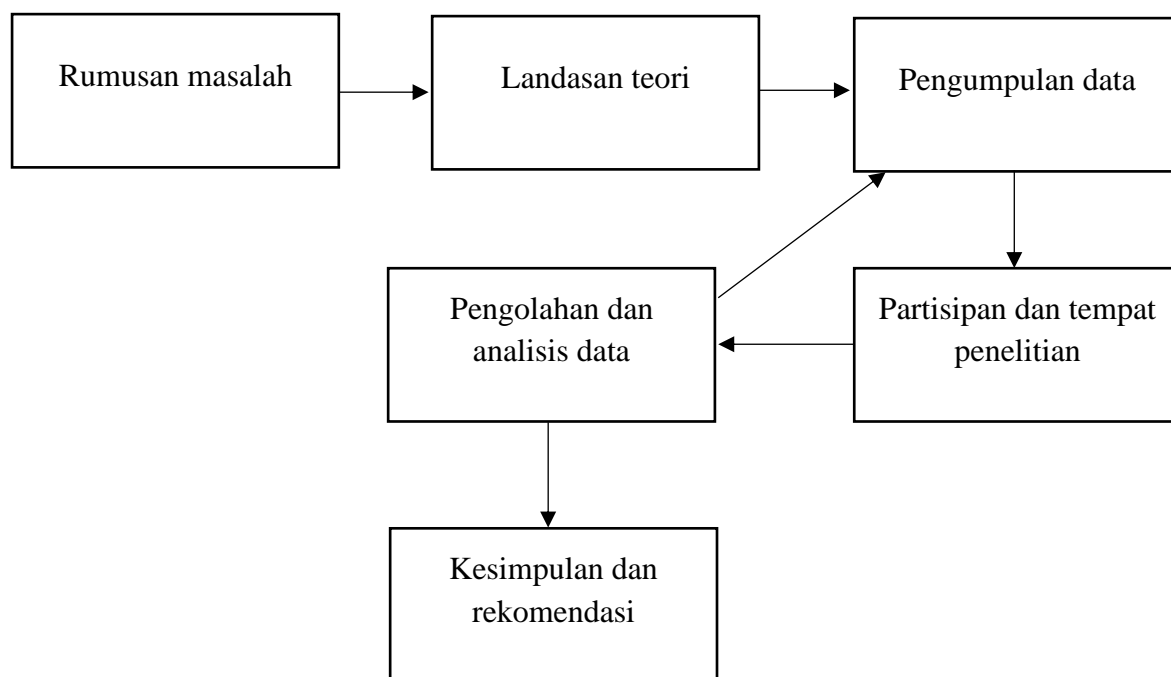 Rumusan masalah
Landasan teori
Pengumpulan data
Pengolahan dan
analisis data
Partisipan dan tempat
penelitian
Kesimpulan dan
rekomendasi